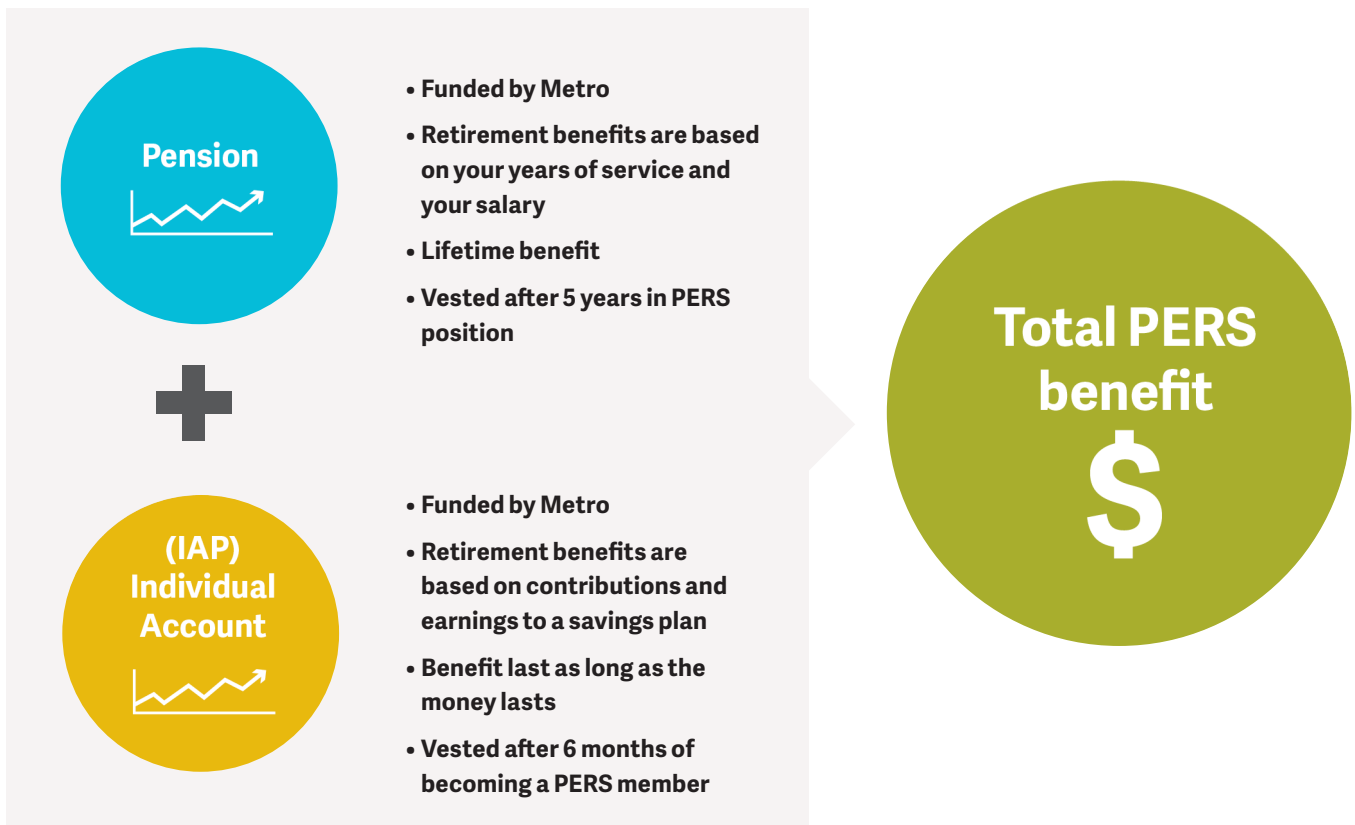 Pension
• Funded by Metro
• Retirement benefits are based
on your years of service and
your salary
• Lifetime benefit
• Vested after 5 years in PERS
position
(IAP)
Individual
Account
• Funded by Metro
• Retirement benefits are
based on contributions and
earnings to a savings plan
• Benefit last as long as the
money lasts
• Vested after 6 months of
becoming a PERS member
Total PERS
benefit
$